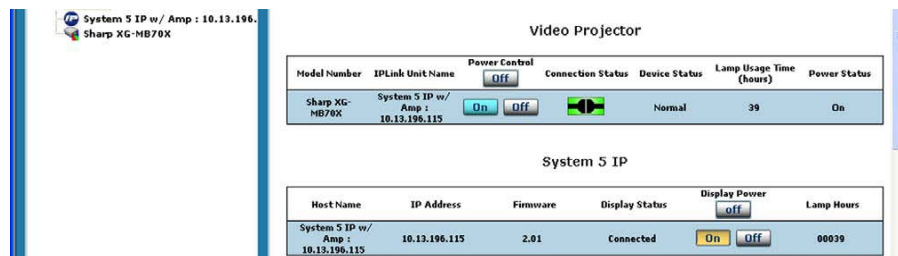 System 5 IP w/ Amp : 10.13.196.
Sharp XG-MB70X
Video Projector
Model Number IPLink Unit Name Power Control Off Connection Status Device Status Lamp Usage Time (hours) Power Status
Sharp XG-MB70X System 5 IP w/ Amp : 10.13.196.115 On Off Normal 39 On
System 5 IP
Host Name IP Address Firmware Display Status Display Power off Lamp Hours
System 5 IP w/ Amp : 10.13.196.115 10.13.196.115 2.01 Connected On Off 00039